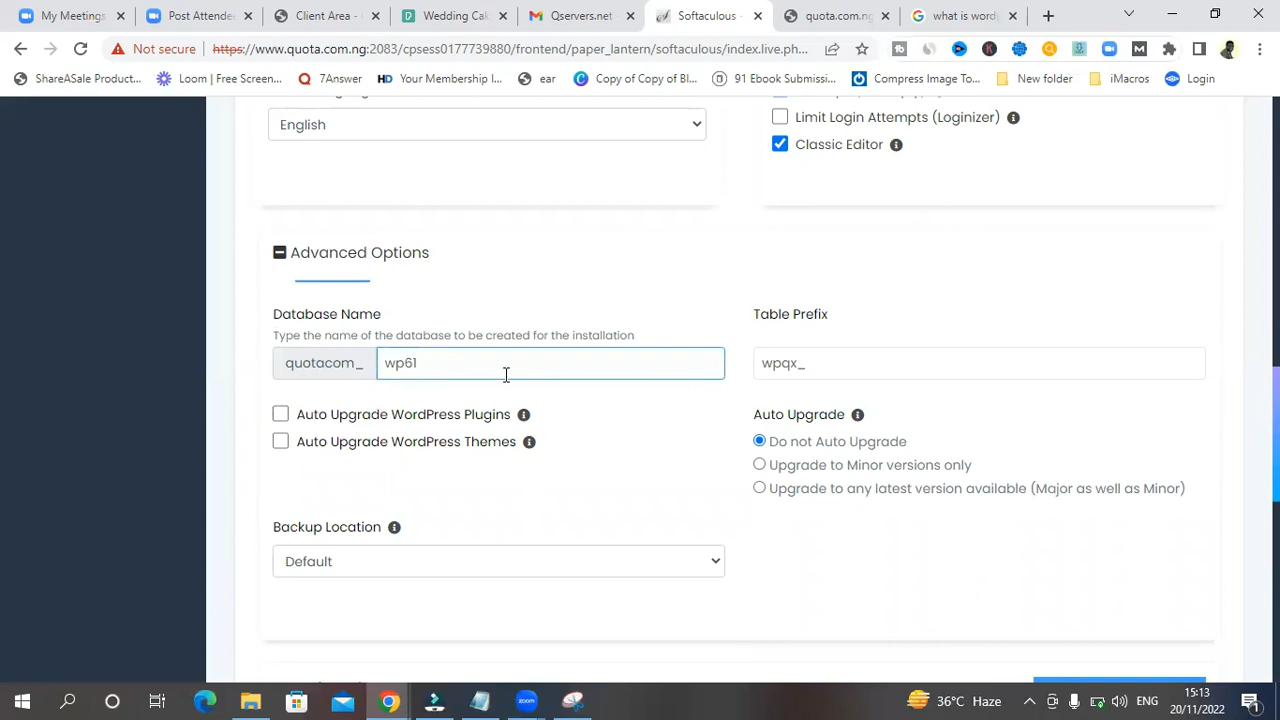 My Meetings
Post Attende
Client Area -
Wedding Cak
Qservers.net
Softaculous -
quota.com.ng
what is word
Not secure
https://www.quota.com.ng:2083/cpsess0177739880/frontend/paper_lantern/softaculous/index.live.ph...
ShareASale Product...
Loom | Free Screen...
7Answer
Your Membership I...
ear
Copy of Copy of Bl...
91 Ebook Submissi...
Compress Image To...
New folder
iMacros
Login
English
Limit Login Attempts (Loginizer)
Classic Editor
Advanced Options
Database Name
Table Prefix
Type the name of the database to be created for the installation
quotacom_
wp61
wpqx_
Auto Upgrade WordPress Plugins
Auto Upgrade
Auto Upgrade WordPress Themes
Do not Auto Upgrade
Upgrade to Minor versions only
Upgrade to any latest version available (Major as well as Minor)
Backup Location
Default
36°C Haze
ENG
15:13
20/11/2022